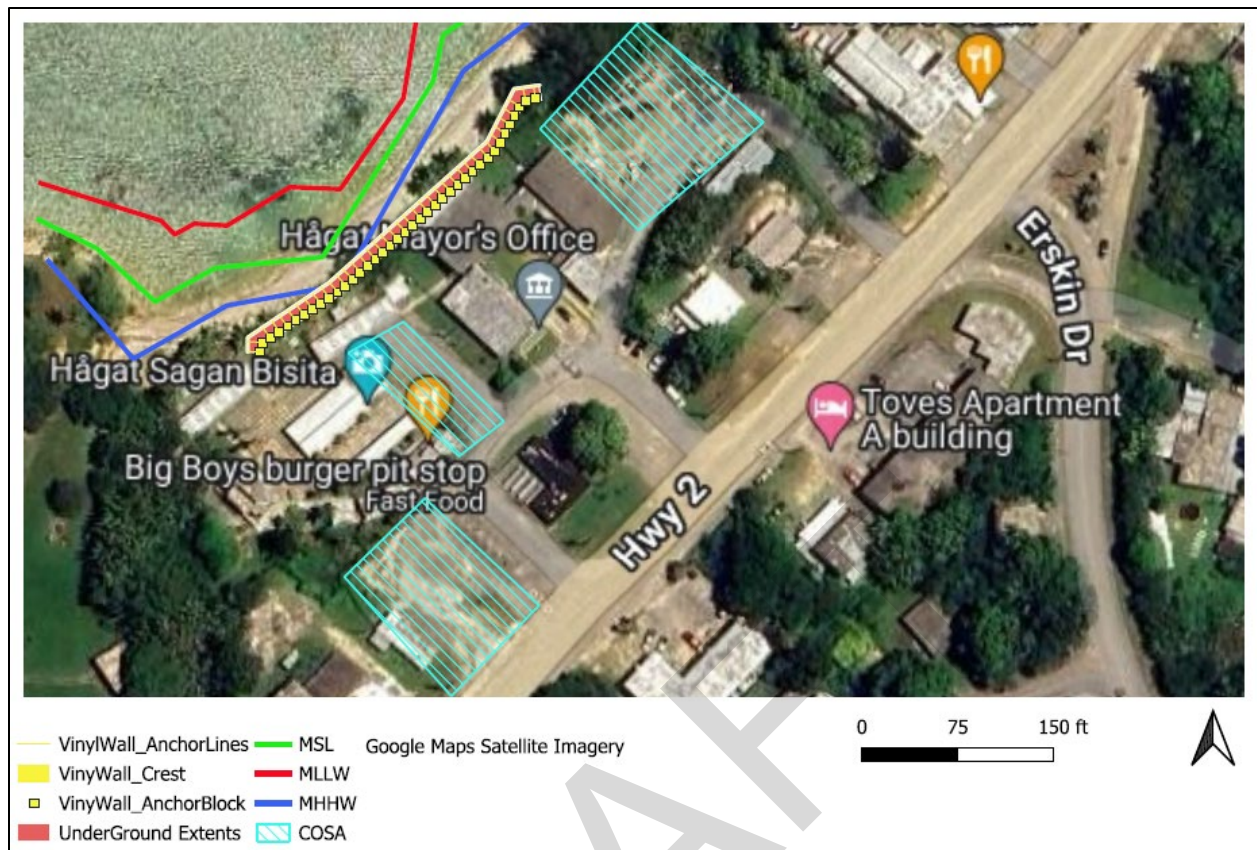 Hågat Mayor's Office
Erskin Dr
Hågat Sagan Bisita
Toves Apartment
A building
Big Boys burger pit stop
Fast Food
Hwy 2
VinylWall_AnchorLines
VinyWall_Crest
VinyWall_AnchorBlock
UnderGround Extents
MSL
MLLW
MHHW
COSA
Google Maps Satellite Imagery
0 75 150 ft